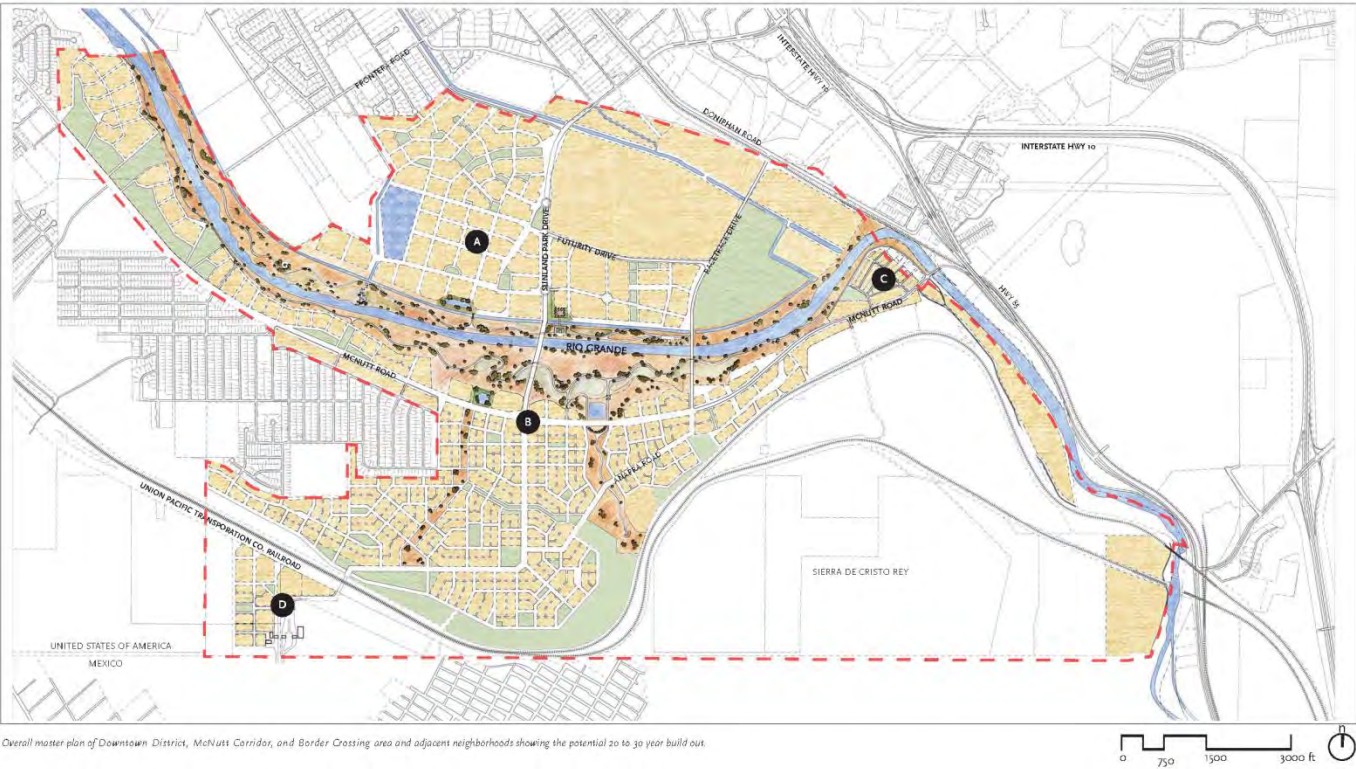 FRONTERA ROAD
INTERSTATE HWY 10
DONIPHAN ROAD
INTERSTATE HWY 10
A
SUNLAND PARK DRIVE
FUTURITY DRIVE
RACETRACK DRIVE
C
MCNUTT ROAD
RIO GRANDE
MCNUTT ROAD
B
ANAPRA ROAD
UNION PACIFIC TRANSPORATION CO. RAILROAD
SIERRA DE CRISTO REY
D
UNITED STATES OF AMERICA
MEXICO
Overall master plan of Downtown District, McNutt Corridor, and Border Crossing area and adjacent neighborhoods showing the potential 20 to 30 year build out.
n
0 750 1500 3000 ft